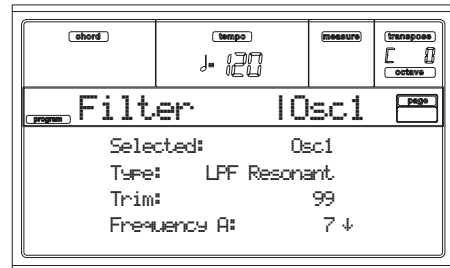 chord tempo measure transpose
♩= 120 C 0
octave
program Filter |Osc1 page
Selected: Osc1
Type: LPF Resonant
Trim: 99
Frequency A: 7 ↓